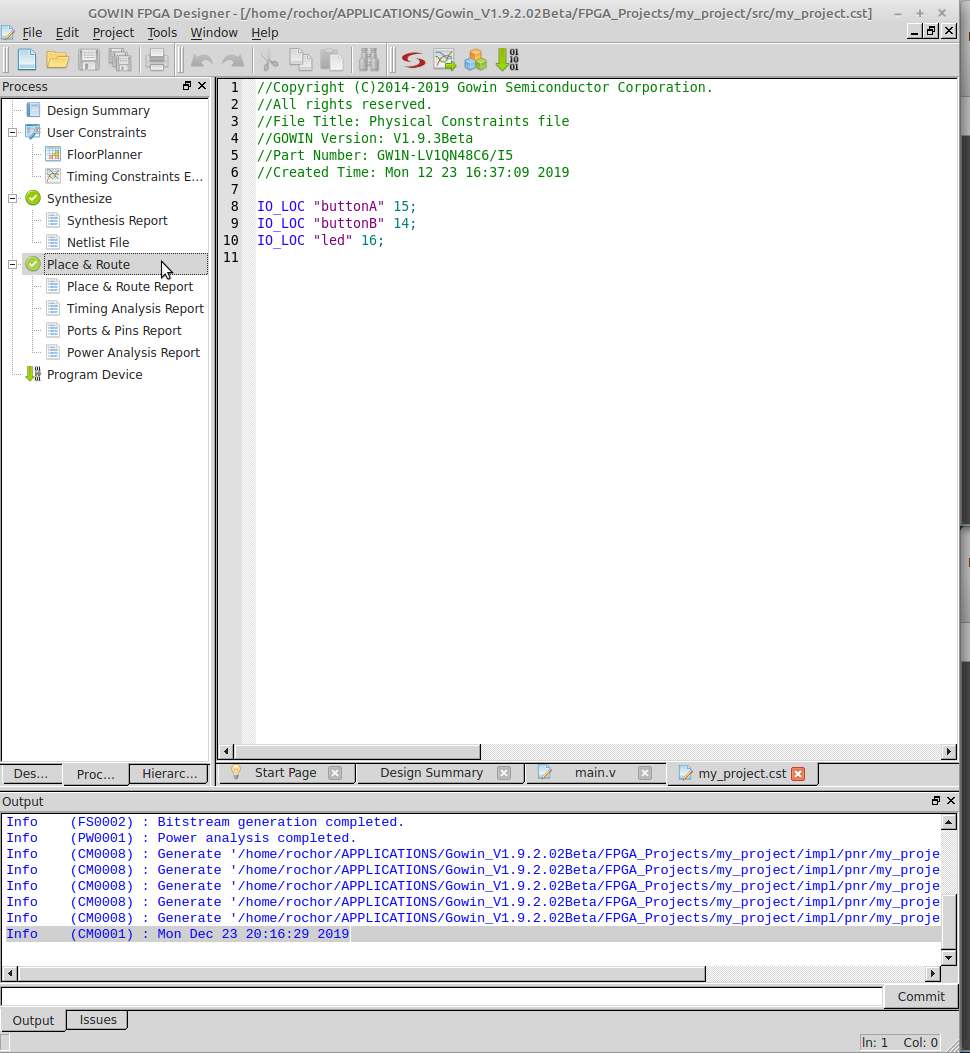 GOWIN FPGA Designer - [/home/rochor/APPLICATIONS/Gowin_V1.9.2.02Beta/FPGA_Projects/my_project/src/my_project.cst]
File Edit Project Tools Window Help
Process
Design Summary
User Constraints
FloorPlanner
Timing Constraints E...
Synthesize
Synthesis Report
Netlist File
Place & Route
Place & Route Report
Timing Analysis Report
Ports & Pins Report
Power Analysis Report
Program Device
Des... Proc... Hierarc...
1 //Copyright (C)2014-2019 Gowin Semiconductor Corporation.
2 //All rights reserved.
3 //File Title: Physical Constraints file
4 //GOWIN Version: V1.9.3Beta
5 //Part Number: GW1N-LV1QN48C6/I5
6 //Created Time: Mon 12 23 16:37:09 2019
7
8 IO_LOC "buttonA" 15;
9 IO_LOC "buttonB" 14;
10 IO_LOC "led" 16;
11
Start Page Design Summary main.v my_project.cst
Output
Info (FS0002) : Bitstream generation completed.
Info (PW0001) : Power analysis completed.
Info (CM0008) : Generate '/home/rochor/APPLICATIONS/Gowin_V1.9.2.02Beta/FPGA_Projects/my_project/impl/pnr/my_proje
Info (CM0008) : Generate '/home/rochor/APPLICATIONS/Gowin_V1.9.2.02Beta/FPGA_Projects/my_project/impl/pnr/my_proje
Info (CM0008) : Generate '/home/rochor/APPLICATIONS/Gowin_V1.9.2.02Beta/FPGA_Projects/my_project/impl/pnr/my_proje
Info (CM0008) : Generate '/home/rochor/APPLICATIONS/Gowin_V1.9.2.02Beta/FPGA_Projects/my_project/impl/pnr/my_proje
Info (CM0008) : Generate '/home/rochor/APPLICATIONS/Gowin_V1.9.2.02Beta/FPGA_Projects/my_project/impl/pnr/my_proje
Info (CM0001) : Mon Dec 23 20:16:29 2019
Commit
Output Issues
ln: 1 Col: 0